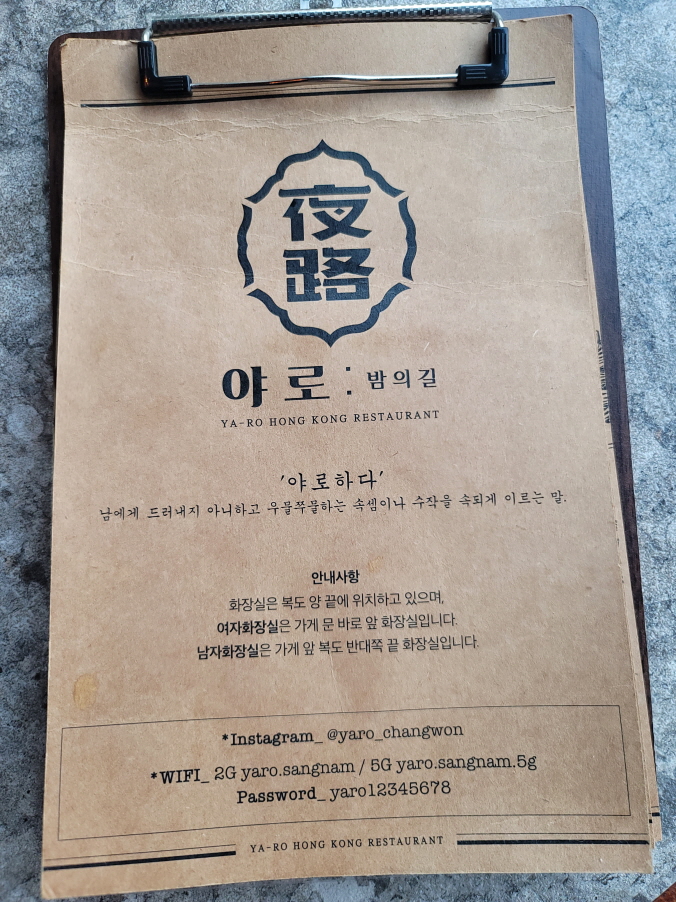 夜
路
야로 : 밤의길
YA-RO HONG KONG RESTAURANT
'야로하다'
남에게 드러내지 아니하고 우물쭈물하는 속셈이나 수작을 속되게 이르는 말.
안내사항
화장실은 복도 양 끝에 위치하고 있으며,
여자화장실은 가게 문 바로 앞 화장실입니다.
남자화장실은 가게 앞 복도 반대쪽 끝 화장실입니다.
*Instagram_ @yaro_changwon
*WIFI_ 2G yaro.sangnam / 5G yaro.sangnam.5g
Password_ yaro12345678
YA-RO HONG KONG RESTAURANT